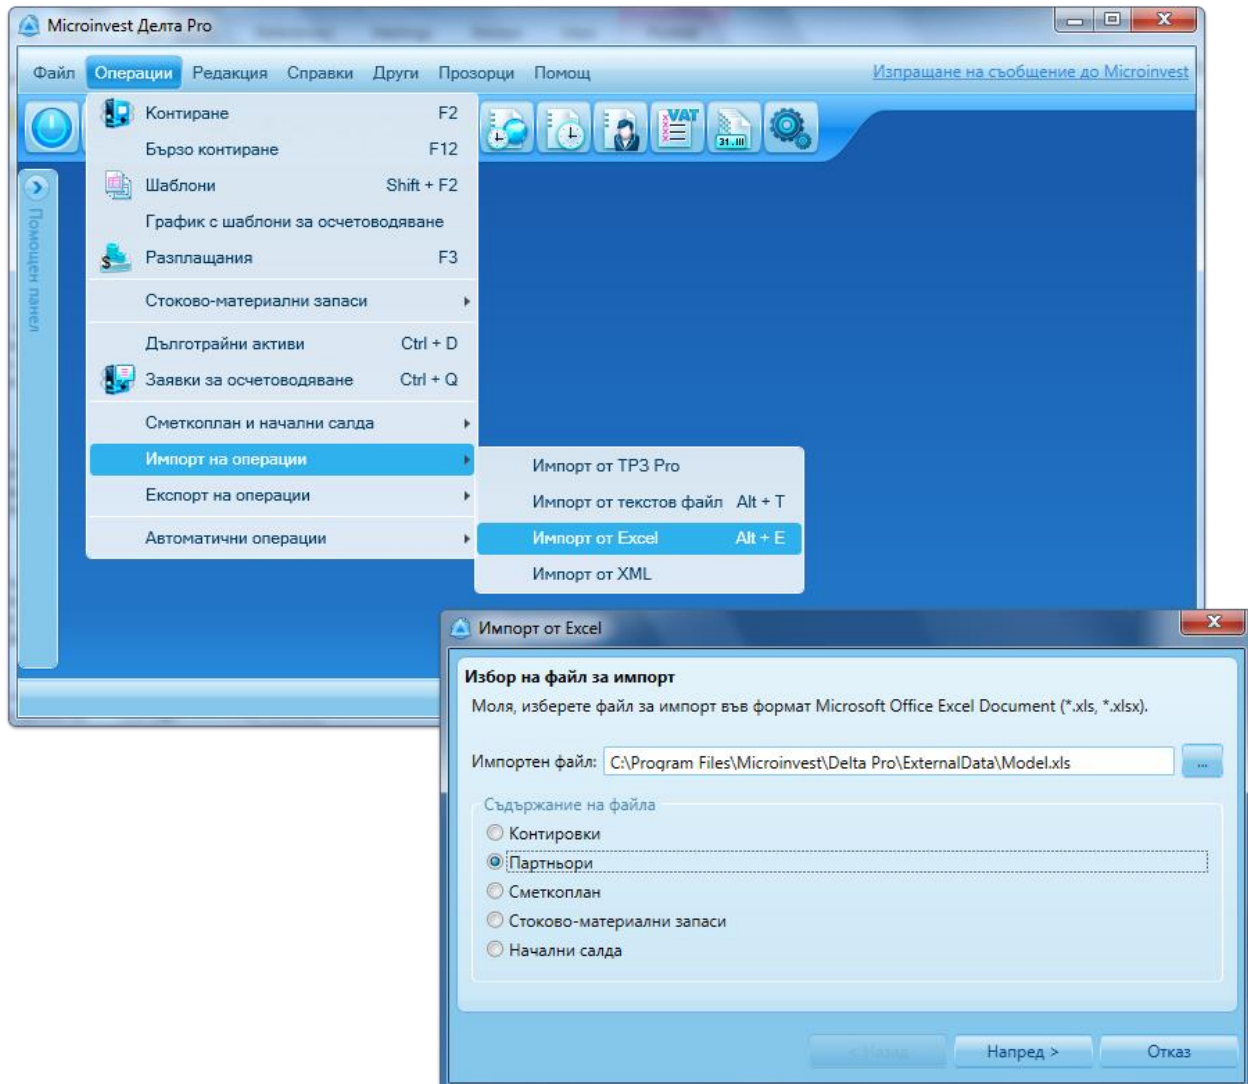 Microinvest Делта Pro
Файл Операции Редакция Справки Други Прозорци Помощ Изпращане на съобщение до Microinvest
Контиране F2
VAT
31.III
Бързо контиране F12
Шаблони Shift + F2
График с шаблони за осчетоводяване
Разплащания F3
Помощен панел
Стоково-материални запаси
Дълготрайни активи Ctrl + D
Заявки за осчетоводяване Ctrl + Q
Сметкоплан и начални салда
Импорт на операции
Експорт на операции
Автоматични операции
Импорт от ТРЗ Pro
Импорт от текстов файл Alt + T
Импорт от Excel Alt + E
Импорт от XML
Импорт от Excel
Избор на файл за импорт
Моля, изберете файл за импорт във формат Microsoft Office Excel Document (*.xls, *.xlsx).
Импортен файл: C:\Program Files\Microinvest\Delta Pro\ExternalData\Model.xls ...
Съдържание на файла
Контировки
Партньори
Сметкоплан
Стоково-материални запаси
Начални салда
< Назад Напред > Отказ